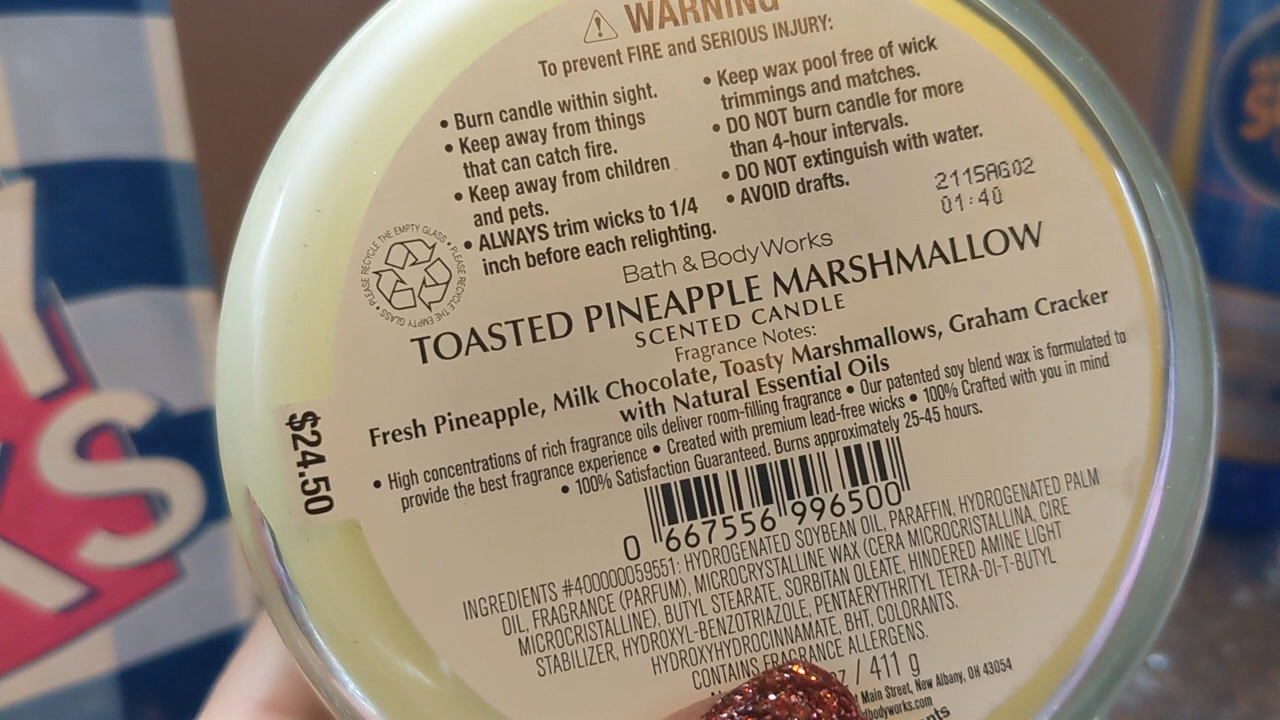 WARNING
To prevent FIRE and SERIOUS INJURY:
• Burn candle within sight.
• Keep away from things
that can catch fire.
• Keep away from children
and pets.
• ALWAYS trim wicks to 1/4
inch before each relighting.
• Keep wax pool free of wick
trimmings and matches.
• DO NOT burn candle for more
than 4-hour intervals.
• DO NOT extinguish with water.
• AVOID drafts.
2115AG02
01:40
PLEASE RECYCLE THE EMPTY GLASS • PLEASE RECYCLE THE EMPTY GLASS •
Bath & Body Works
TOASTED PINEAPPLE MARSHMALLOW
SCENTED CANDLE
Fragrance Notes:
Fresh Pineapple, Milk Chocolate, Toasty Marshmallows, Graham Cracker
with Natural Essential Oils
• High concentrations of rich fragrance oils deliver room-filling fragrance • Our patented soy blend wax is formulated to
provide the best fragrance experience • Created with premium lead-free wicks • 100% Crafted with you in mind
• 100% Satisfaction Guaranteed. Burns approximately 25-45 hours.
$24.50
0 667556 996500
INGREDIENTS #400000059551: HYDROGENATED SOYBEAN OIL, PARAFFIN, HYDROGENATED PALM
OIL, FRAGRANCE (PARFUM), MICROCRYSTALLINE WAX (CERA MICROCRISTALLINA, CIRE
MICROCRISTALLINE), BUTYL STEARATE, SORBITAN OLEATE, HINDERED AMINE LIGHT
STABILIZER, HYDROXYL-BENZOTRIAZOLE, PENTAERYTHRITYL TETRA-DI-T-BUTYL
HYDROXYHYDROCINNAMATE, BHT, COLORANTS.
CONTAINS FRAGRANCE ALLERGENS.
z / 411 g
Main Street, New Albany, OH 43054
dbodyworks.com